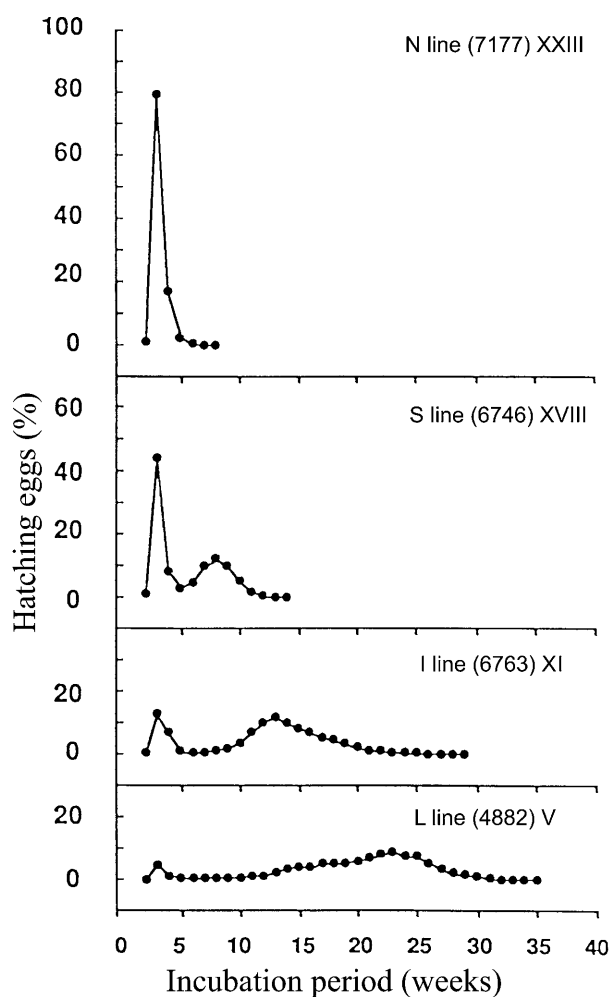 N line (7177) XXIII
100
80
60
40
20
0
S line (6746) XVIII
60
40
20
0
I line (6763) XI
20
0
L line (4882) V
20
0
Hatching eggs (%)
0 5 10 15 20 25 30 35 40
Incubation period (weeks)